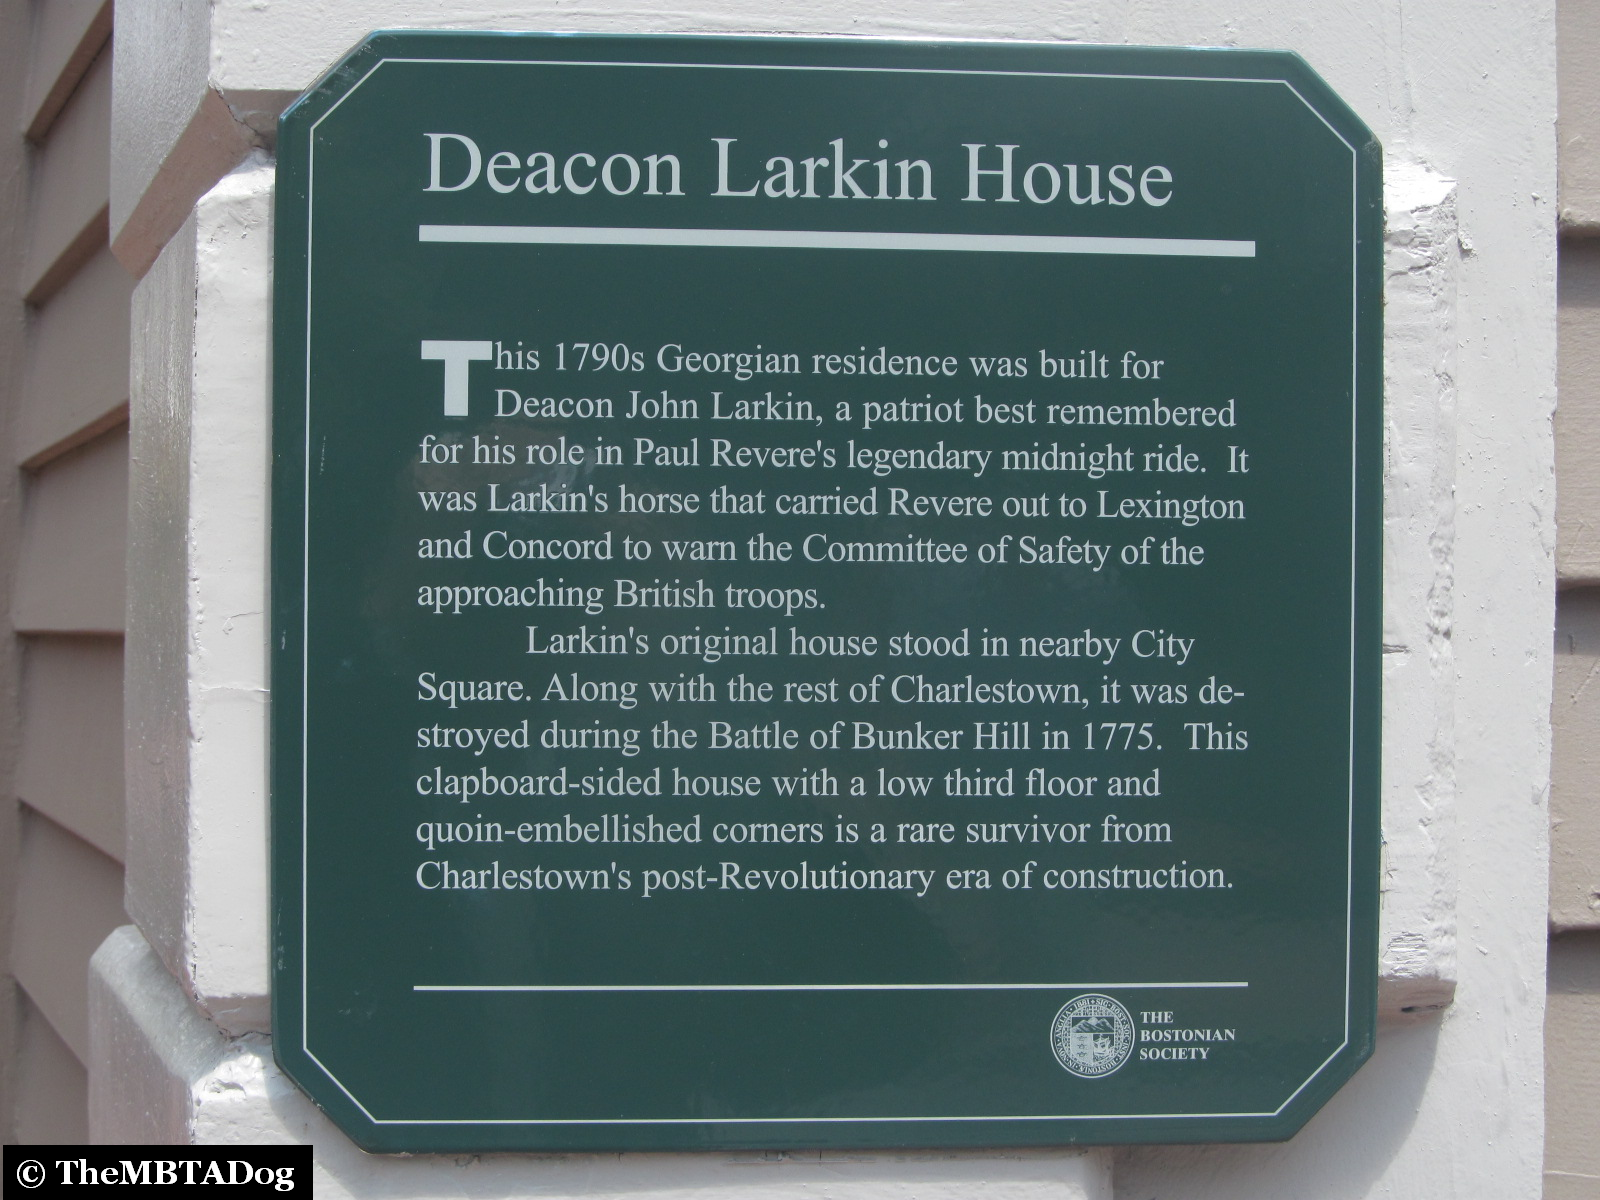 Deacon Larkin House
This 1790s Georgian residence was built for
Deacon John Larkin, a patriot best remembered
for his role in Paul Revere's legendary midnight ride. It
was Larkin's horse that carried Revere out to Lexington
and Concord to warn the Committee of Safety of the
approaching British troops.
Larkin's original house stood in nearby City
Square. Along with the rest of Charlestown, it was de-
stroyed during the Battle of Bunker Hill in 1775. This
clapboard-sided house with a low third floor and
quoin-embellished corners is a rare survivor from
Charlestown's post-Revolutionary era of construction.
THE
BOSTONIAN
SOCIETY
© TheMBTADog